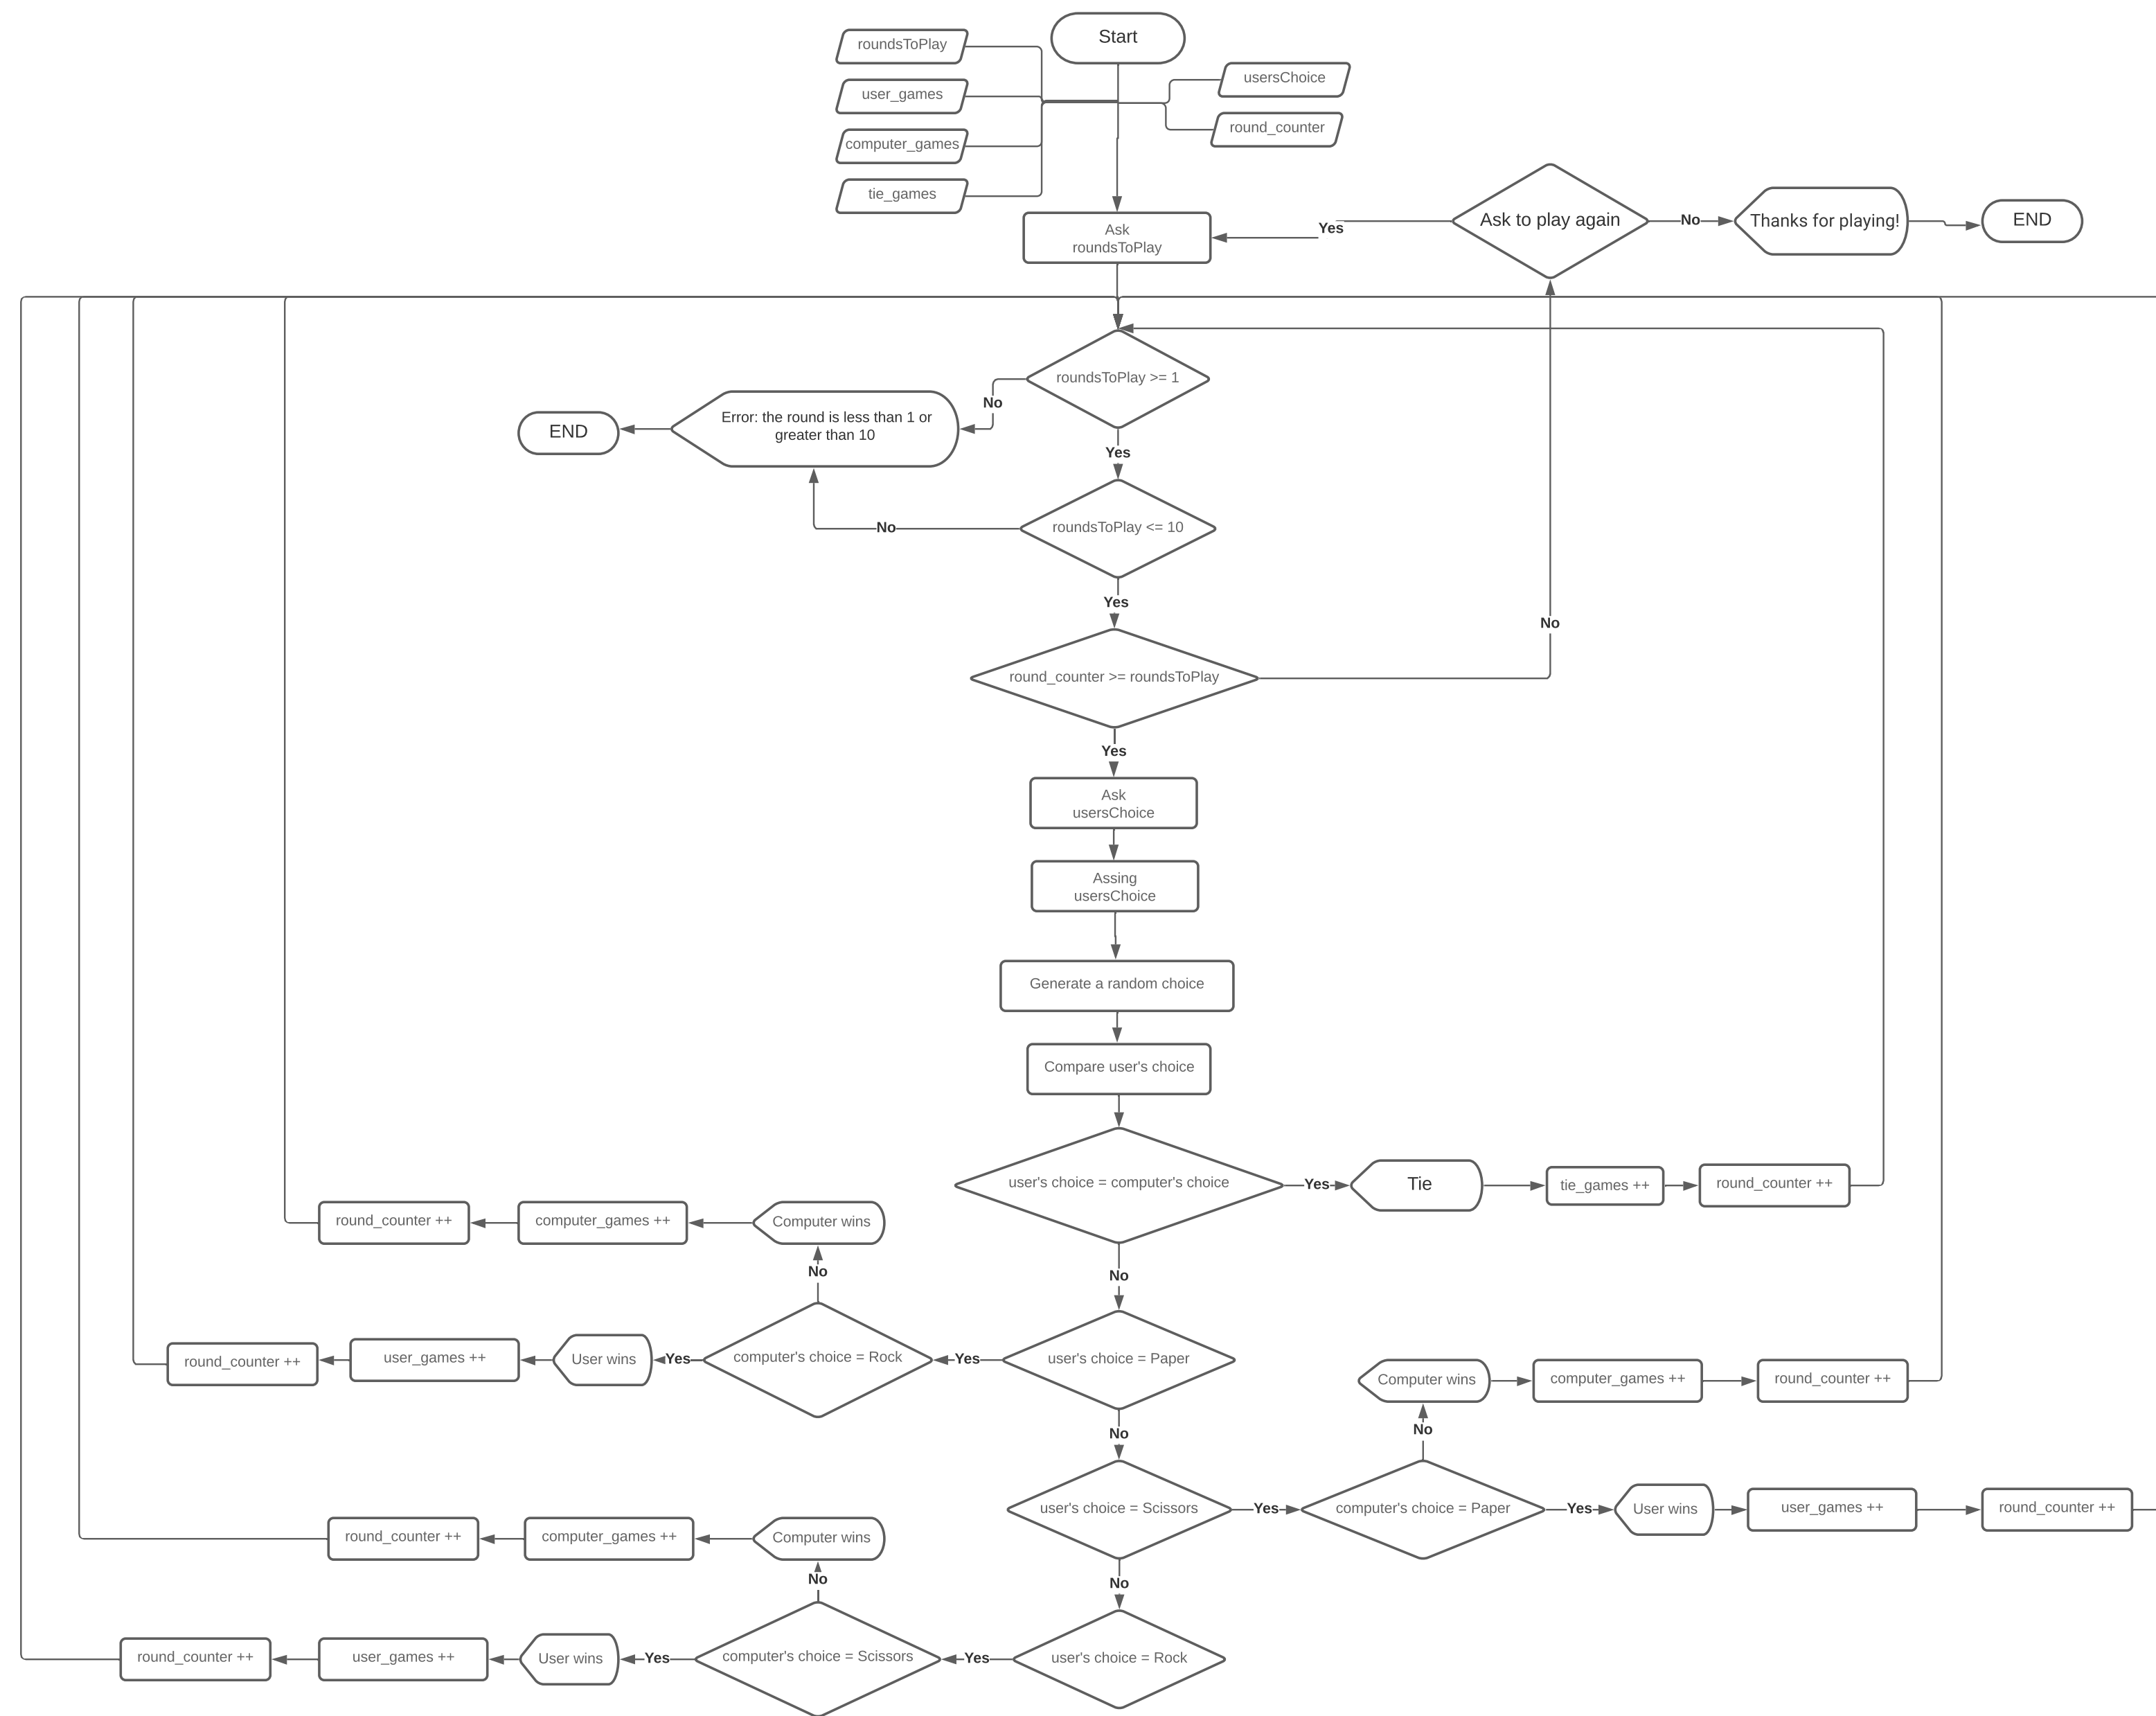 Start
roundsToPlay
usersChoice
user_games
round_counter
computer_games
tie_games
Ask
roundsToPlay
Yes
Ask to play again
No
Thanks for playing!
END
roundsToPlay >= 1
No
Error: the round is less than 1 or
greater than 10
END
Yes
roundsToPlay <= 10
No
Yes
No
round_counter >= roundsToPlay
Yes
Ask
usersChoice
Assing
usersChoice
Generate a random choice
Compare user's choice
user's choice = computer's choice
Yes
Tie
tie_games ++
round_counter ++
round_counter ++
computer_games ++
Computer wins
No
No
round_counter ++
user_games ++
User wins
Yes
computer's choice = Rock
Yes
user's choice = Paper
Computer wins
computer_games ++
round_counter ++
No
No
user's choice = Scissors
Yes
computer's choice = Paper
Yes
User wins
user_games ++
round_counter ++
round_counter ++
computer_games ++
Computer wins
No
No
round_counter ++
user_games ++
User wins
Yes
computer's choice = Scissors
Yes
user's choice = Rock